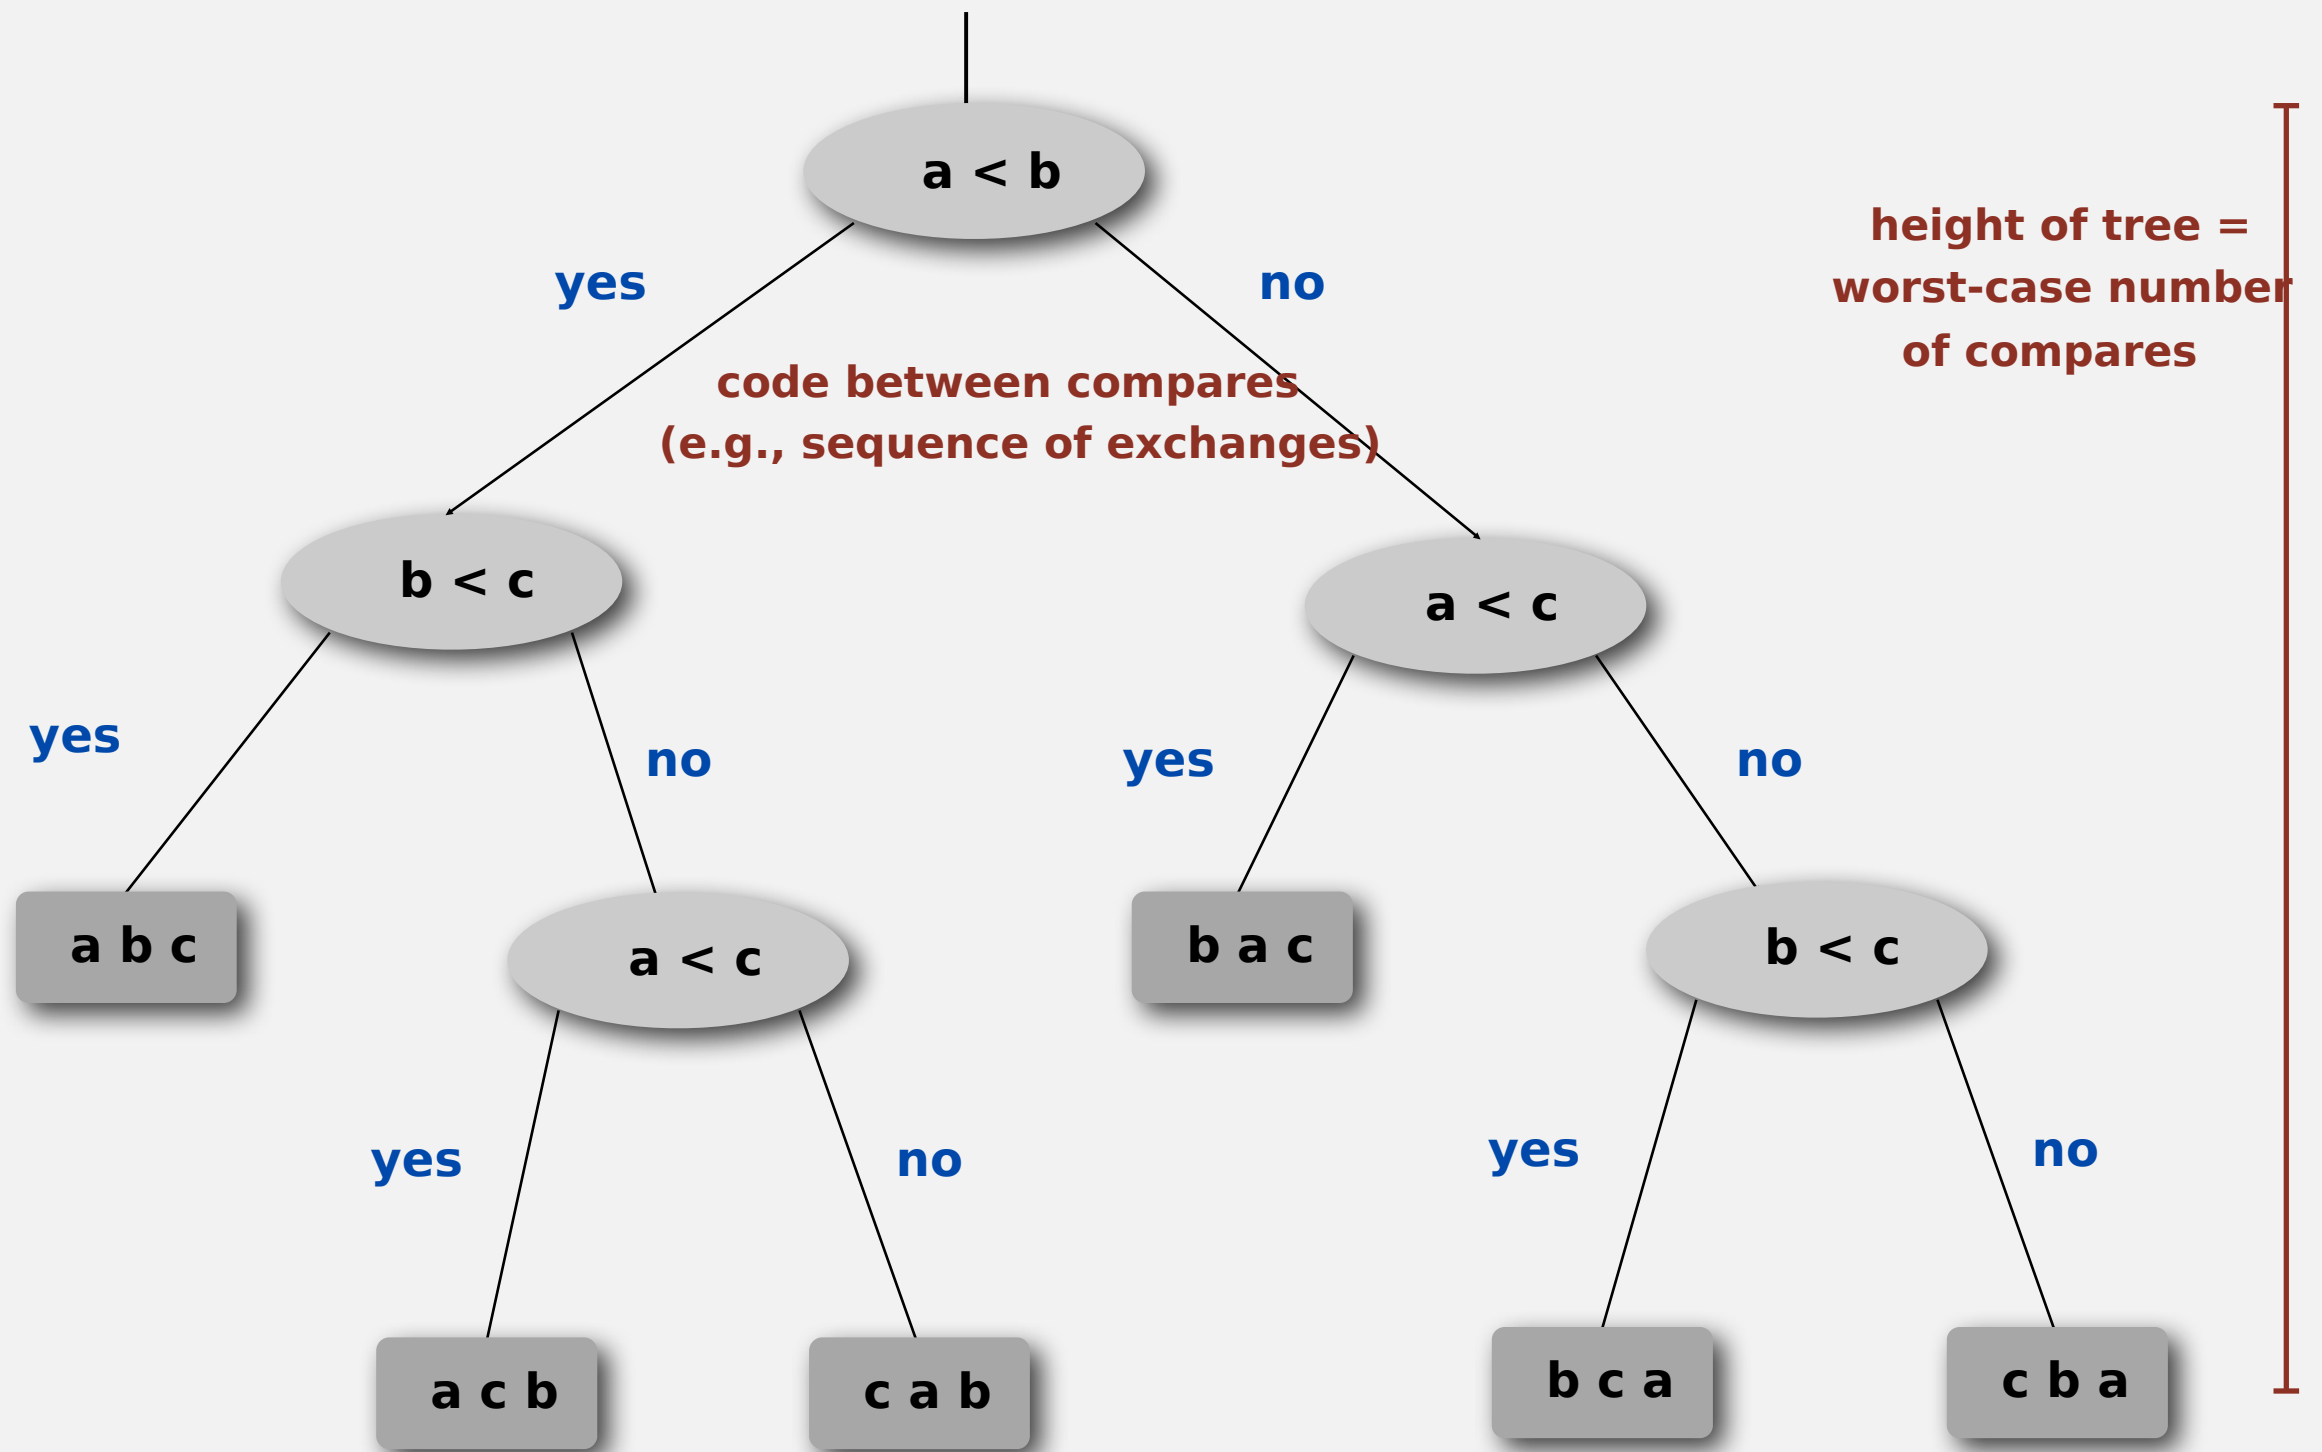 a < b
height of tree =
worst-case number
of compares
yes
no
code between compares
(e.g., sequence of exchanges)
b < c
a < c
yes
no
yes
no
a b c
a < c
b a c
b < c
yes
no
yes
no
a c b
c a b
b c a
c b a